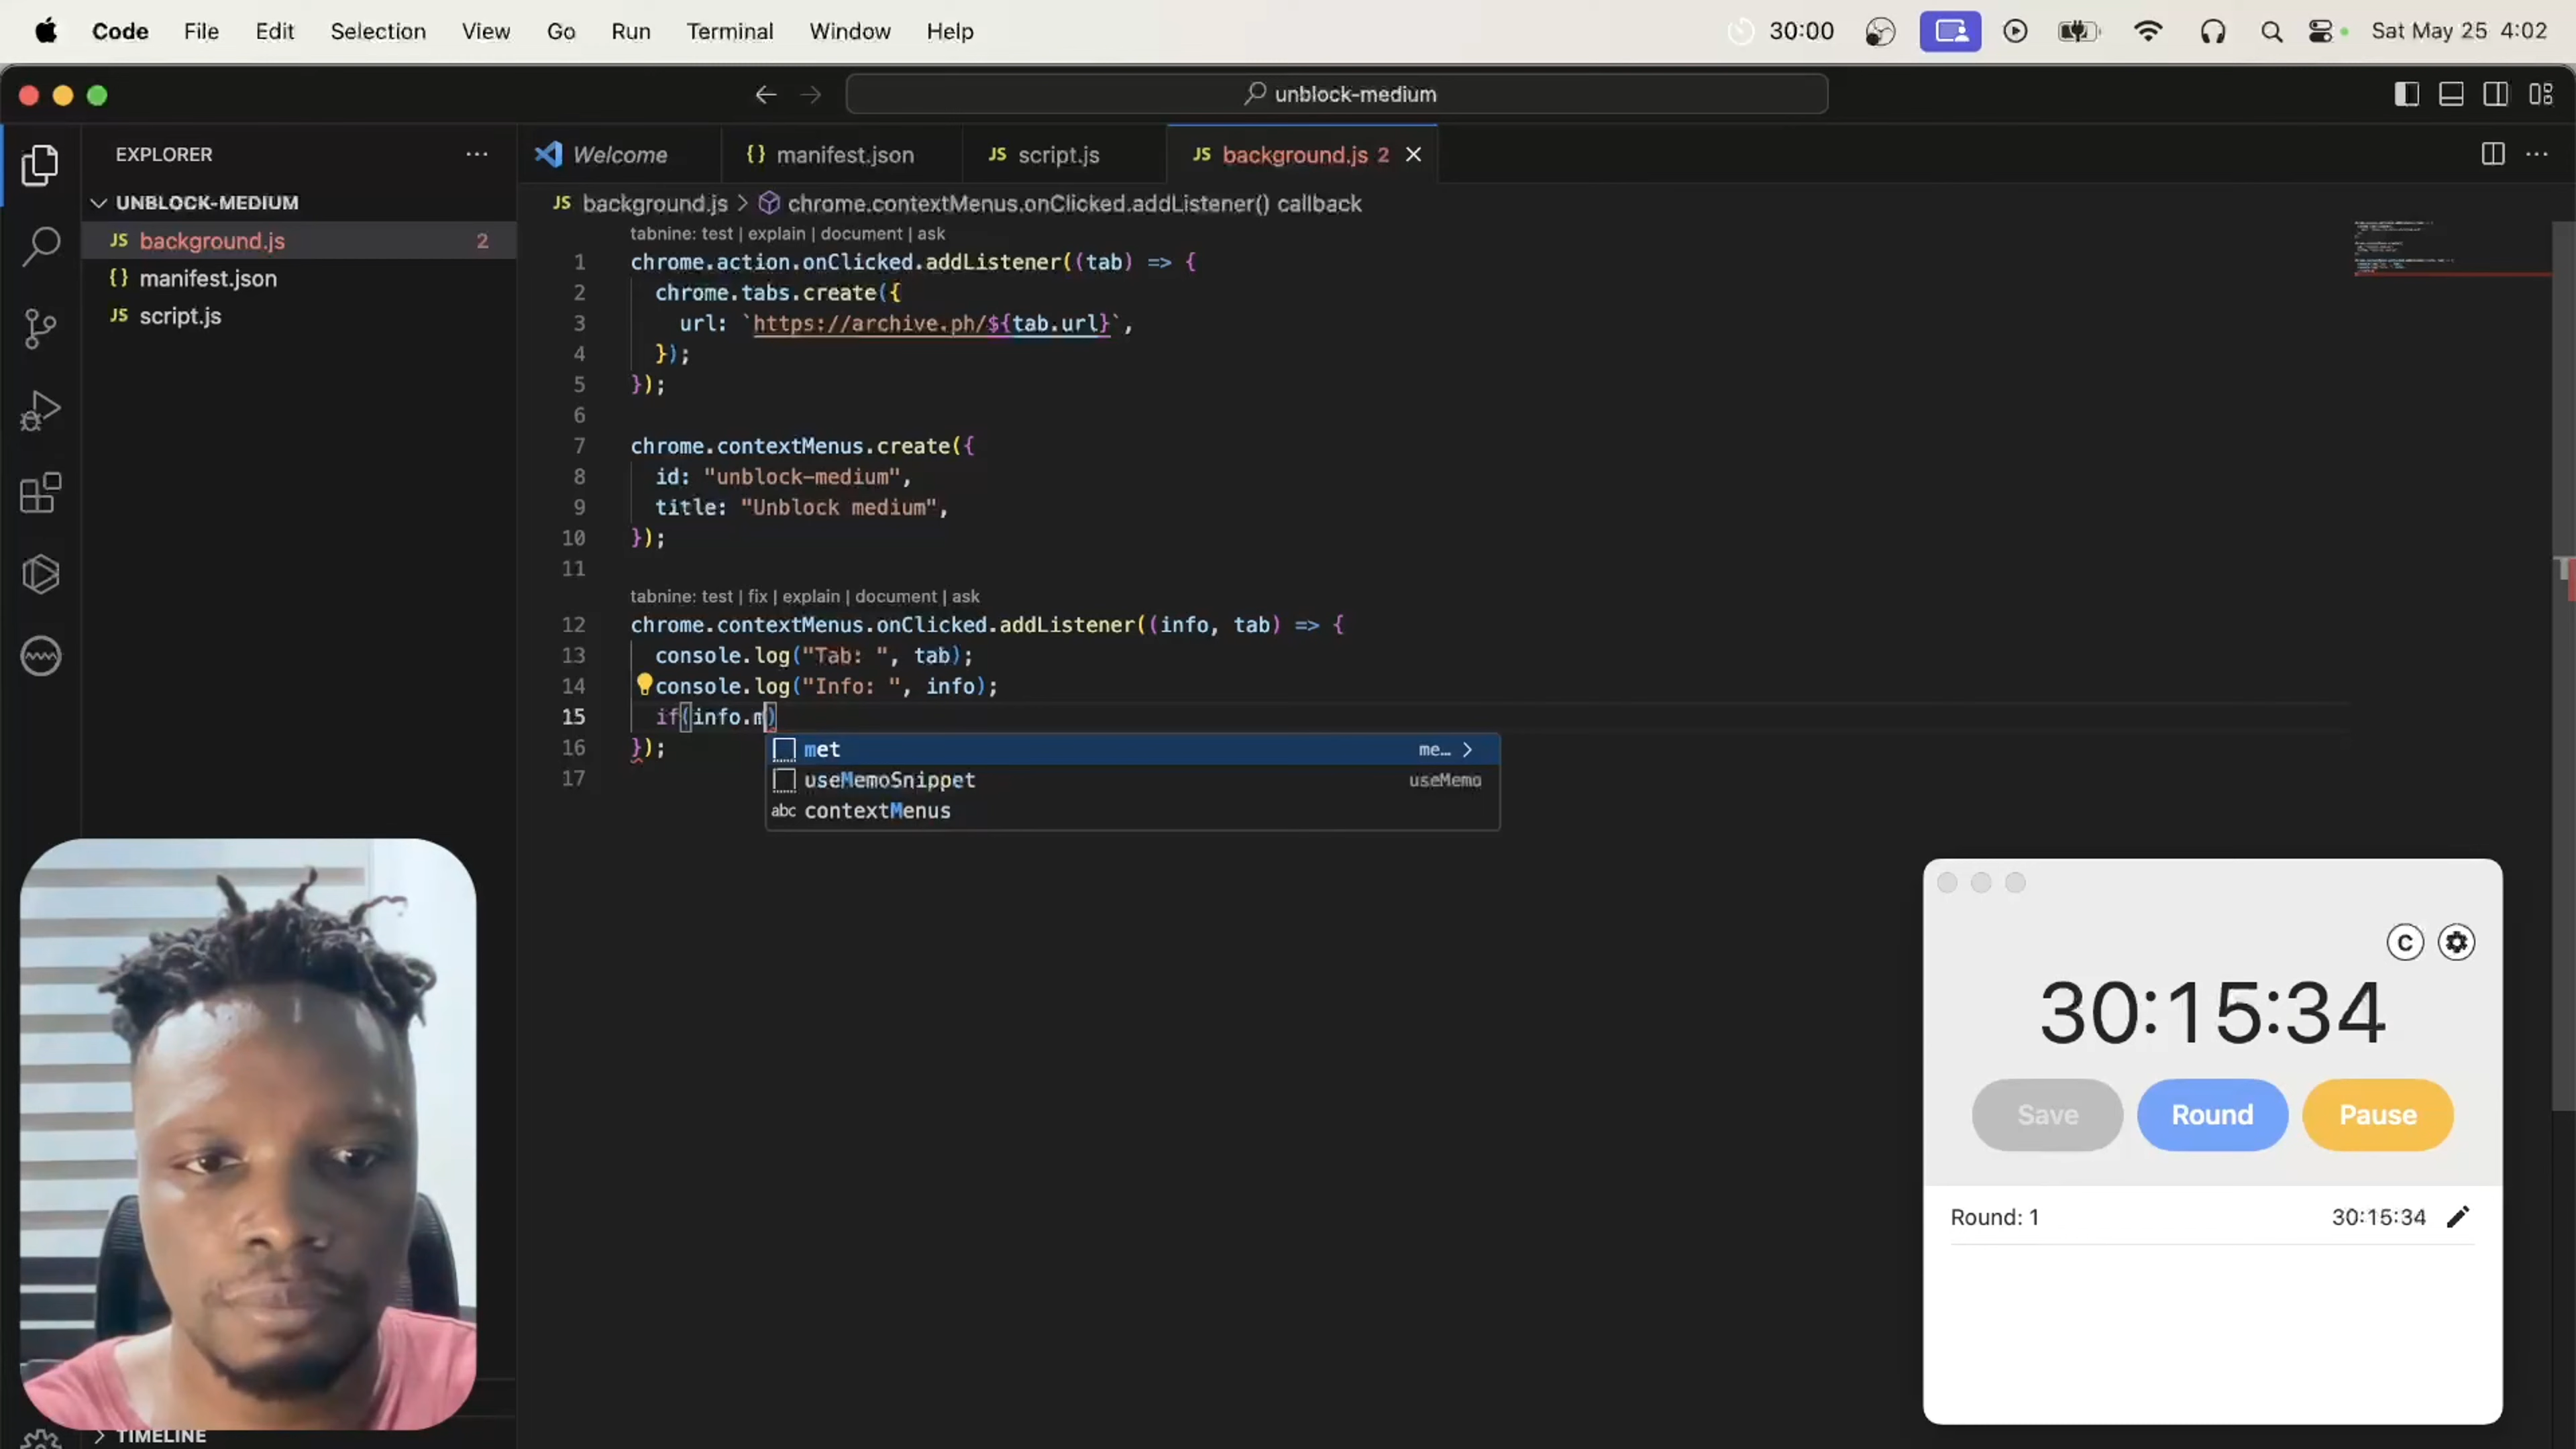 Code File Edit Selection View Go Run Terminal Window Help 30:00 Sat May 25 4:02
unblock-medium
EXPLORER
UNBLOCK-MEDIUM
JS background.js 2
{} manifest.json
JS script.js
TIMELINE
Welcome {} manifest.json JS script.js JS background.js 2
JS background.js > chrome.contextMenus.onClicked.addListener() callback
tabnine: test | explain | document | ask
1 chrome.action.onClicked.addListener((tab) => {
2 chrome.tabs.create({
3 url: `https://archive.ph/${tab.url}`,
4 });
5 });
6
7 chrome.contextMenus.create({
8 id: "unblock-medium",
9 title: "Unblock medium",
10 });
11
tabnine: test | fix | explain | document | ask
12 chrome.contextMenus.onClicked.addListener((info, tab) => {
13 console.log("Tab: ", tab);
14 console.log("Info: ", info);
15 if(info.m)
16 });
17
met me... >
useMemoSnippet useMemo
abc contextMenus
C
30:15:34
Save Round Pause
Round: 1 30:15:34